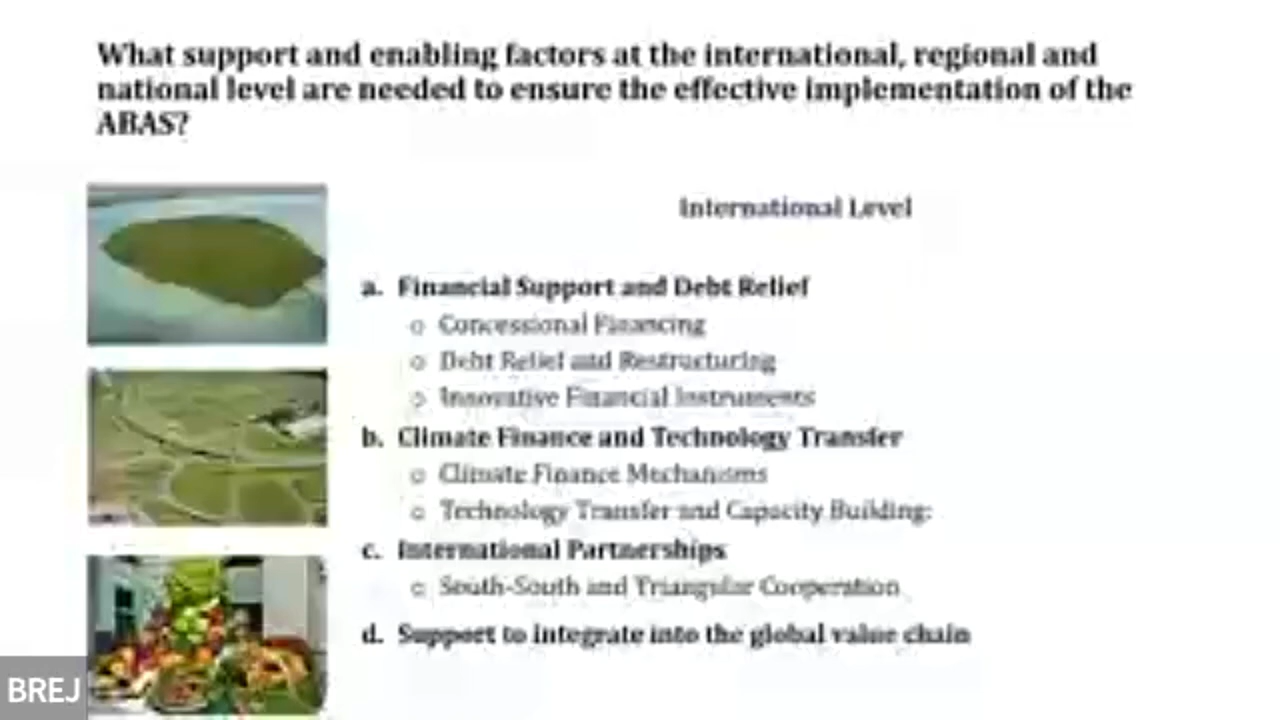 What support and enabling factors at the international, regional and
national level are needed to ensure the effective implementation of the
ABAS?
International Level
a. Financial Support and Debt Relief
o Concessional Financing
o Debt Relief and Restructuring
o Innovative Financial Instruments
b. Climate Finance and Technology Transfer
o Climate Finance Mechanisms
o Technology Transfer and Capacity Building:
c. International Partnerships
o South-South and Triangular Cooperation
d. Support to integrate into the global value chain
BREJ